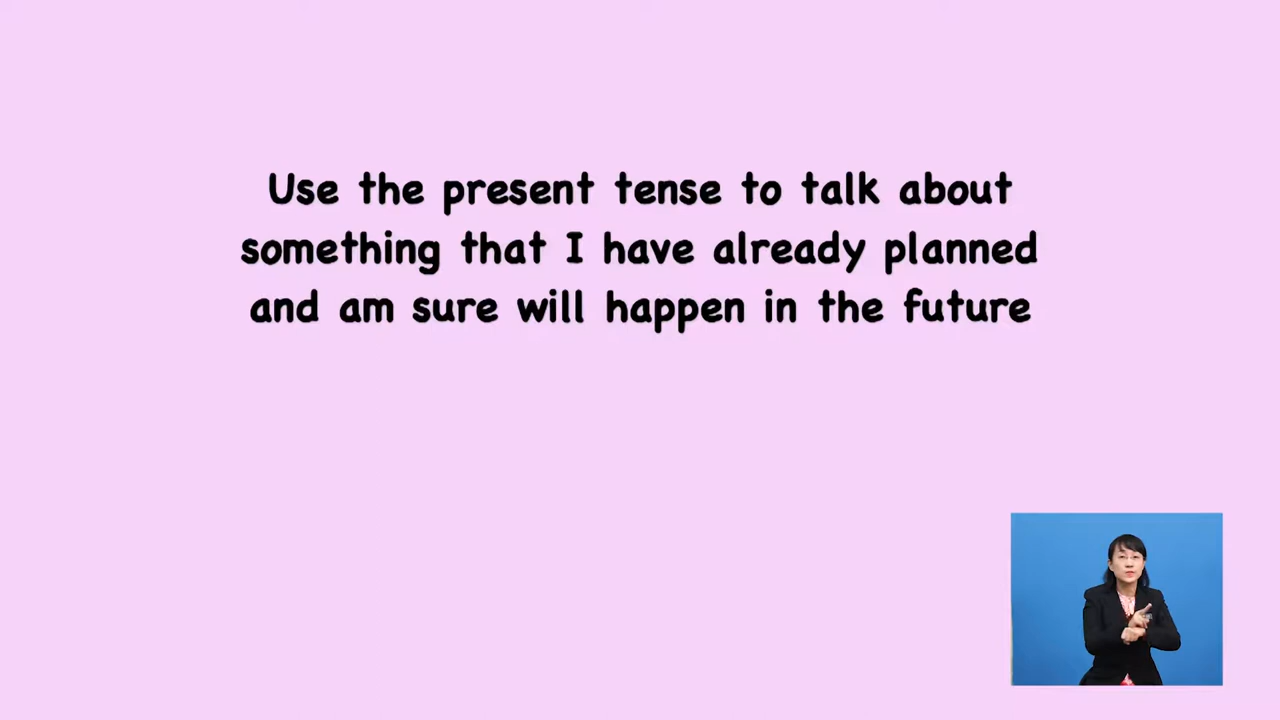 Use the present tense to talk about
something that I have already planned
and am sure will happen in the future